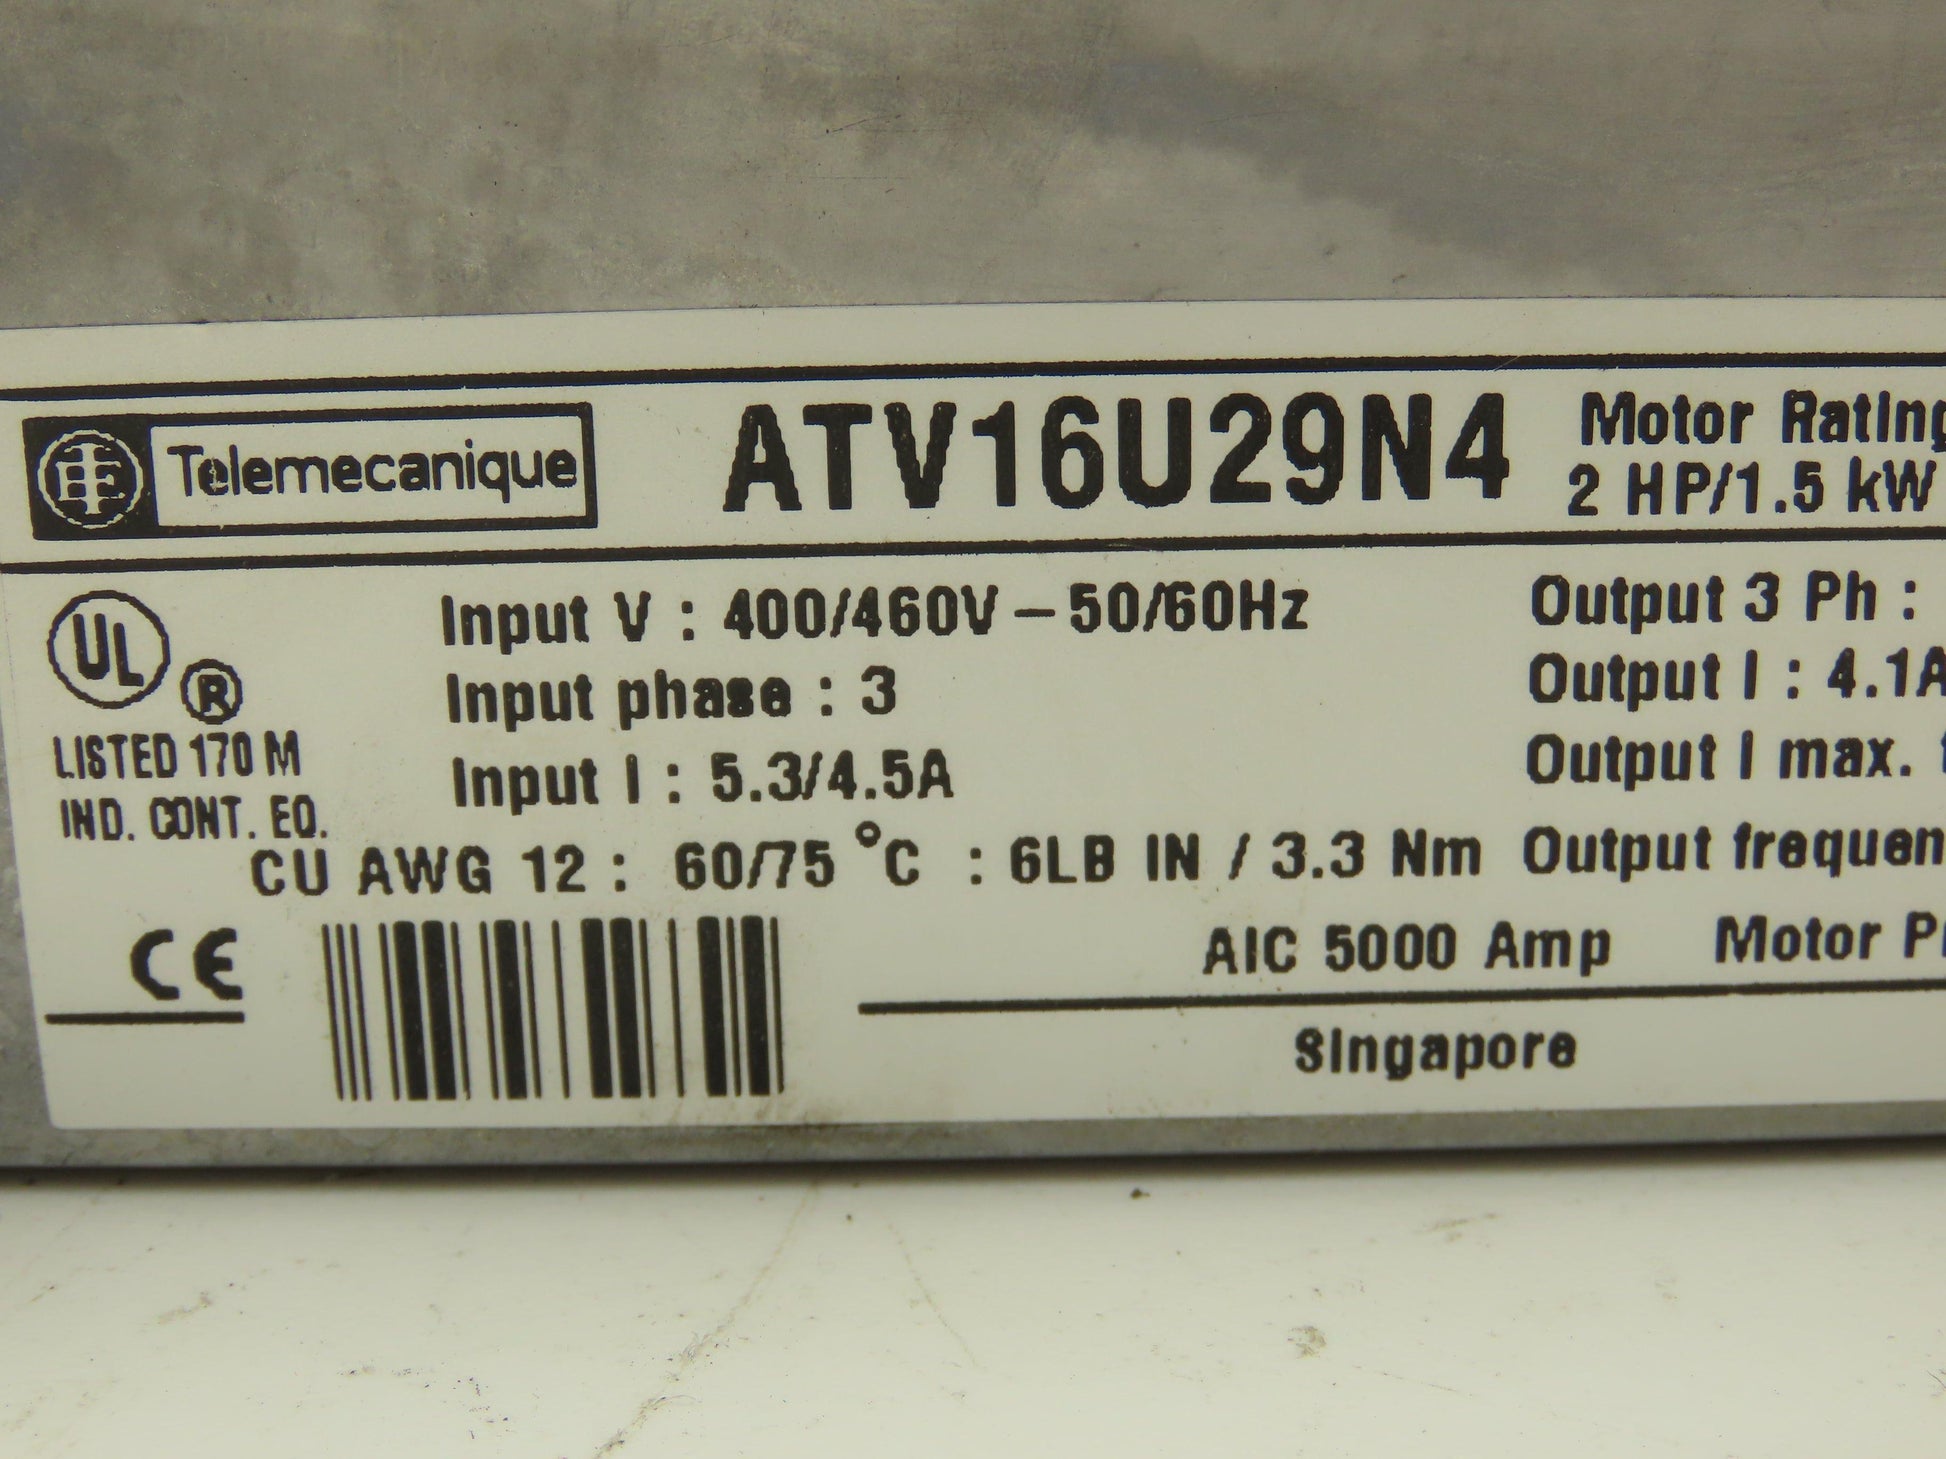 Telemecanique ATV16U29N4 Motor Rating
2 HP/1.5 kW
UL ®
LISTED 170 M
IND. CONT. EQ.
Input V : 400/460V – 50/60Hz
Input phase : 3
Input I : 5.3/4.5A
CU AWG 12 : 60/75 °C : 6LB IN / 3.3 Nm
Output 3 Ph :
Output I : 4.1A
Output I max.
Output
CE
AIC 5000 Amp Motor
Singapore